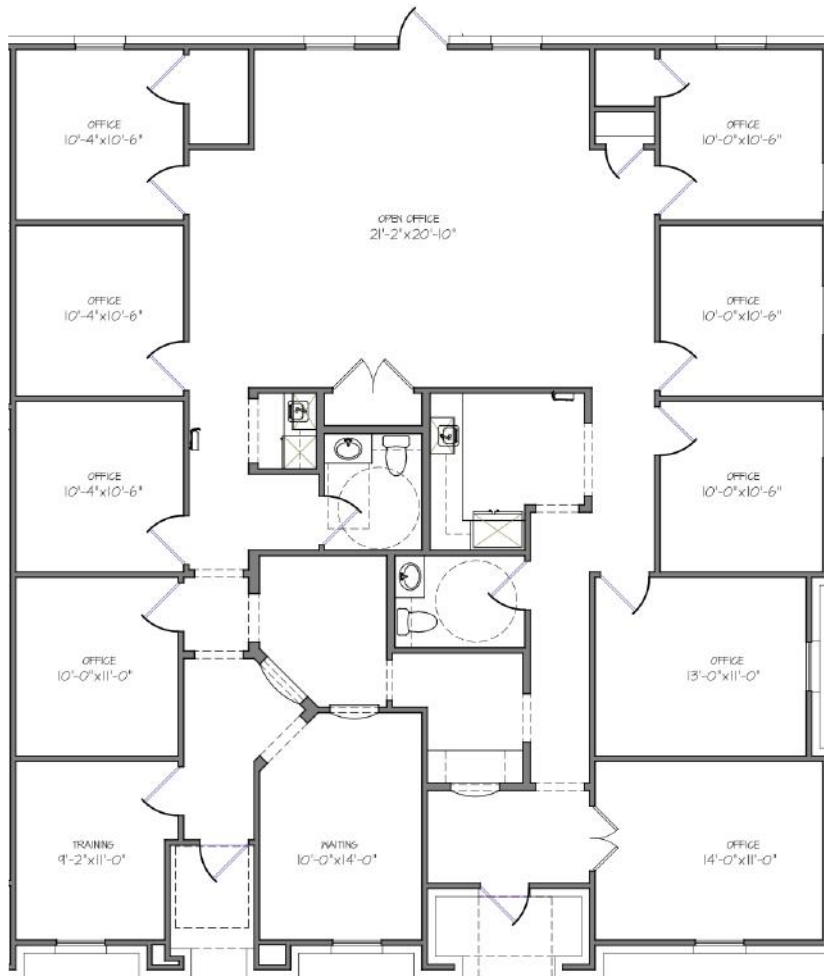 OFFICE
10'-4"x10'-6"
OFFICE
10'-0"x10'-6"
OPEN OFFICE
21'-2"x20'-10"
OFFICE
10'-4"x10'-6"
OFFICE
10'-0"x10'-6"
OFFICE
10'-4"x10'-6"
OFFICE
10'-0"x10'-6"
OFFICE
10'-0"x11'-0"
OFFICE
13'-0"x11'-0"
TRAINING
9'-2"x11'-0"
WAITING
10'-0"x14'-0"
OFFICE
14'-0"x11'-0"